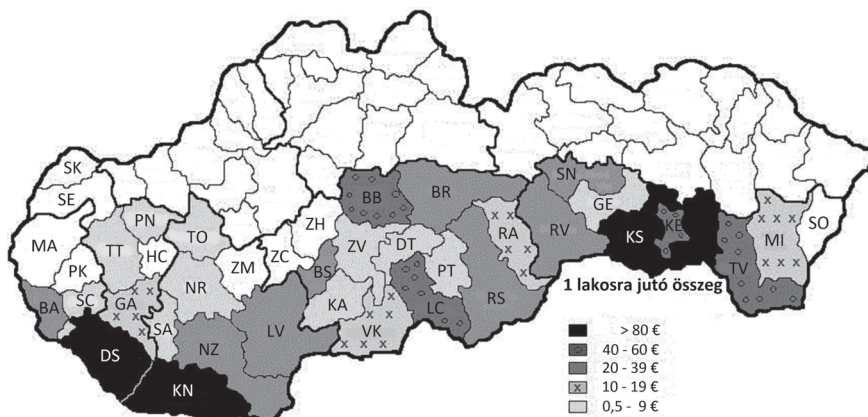 SK
SE
MA
PK
BA
SC
DS
TT
PN
HC
GA
SA
TO
NR
ZM
NZ
KN
LV
ZC
ZH
BS
BB
ZV
KA
DT
VK
PT
LC
BR
RA
RS
RV
SN
GE
KS
KE
TV
MI
SO
1 lakosra jutó összeg
> 80 €
40 - 60 €
20 - 39 €
10 - 19 €
0,5 - 9 €